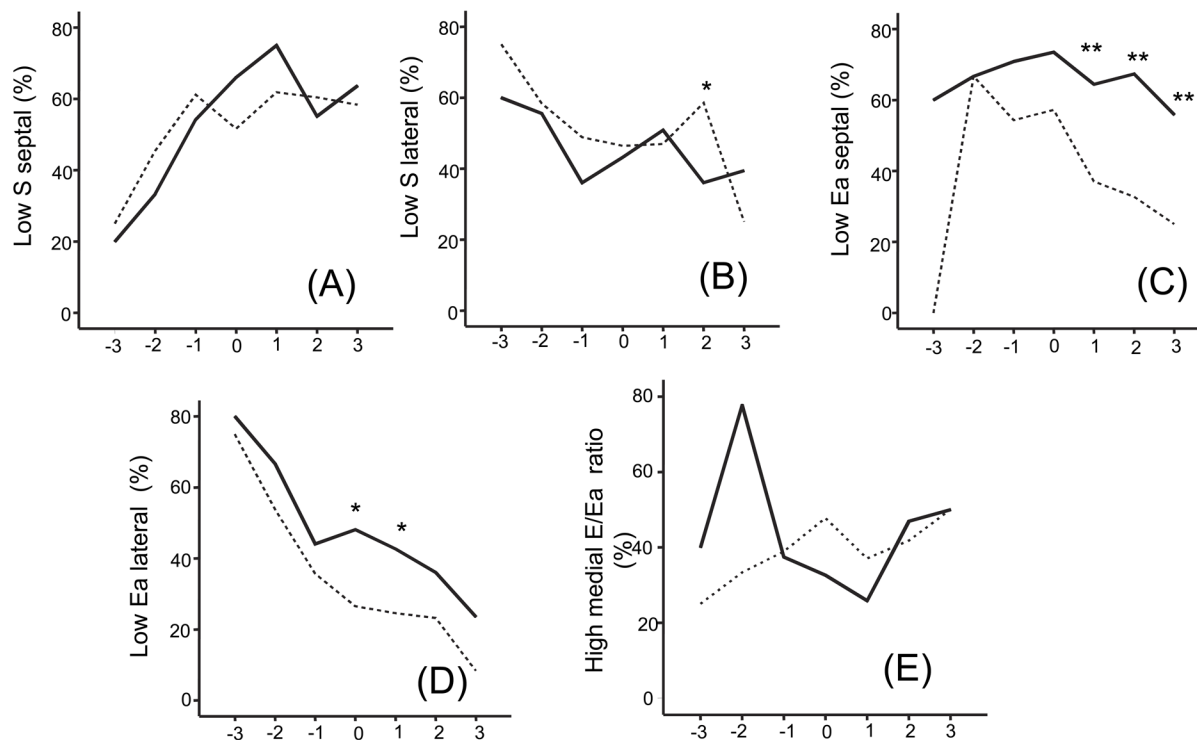 80
60
40
20
0
Low S septal (%)
(A)
-3 -2 -1 0 1 2 3
80
60
40
20
0
Low S lateral (%)
*
(B)
-3 -2 -1 0 1 2 3
80
60
40
20
0
Low Ea septal (%)
** ** **
(C)
-3 -2 -1 0 1 2 3
80
60
40
20
0
Low Ea lateral (%)
* *
(D)
-3 -2 -1 0 1 2 3
80
60
40
20
0
High medial E/Ea ratio
(%)
(E)
-3 -2 -1 0 1 2 3